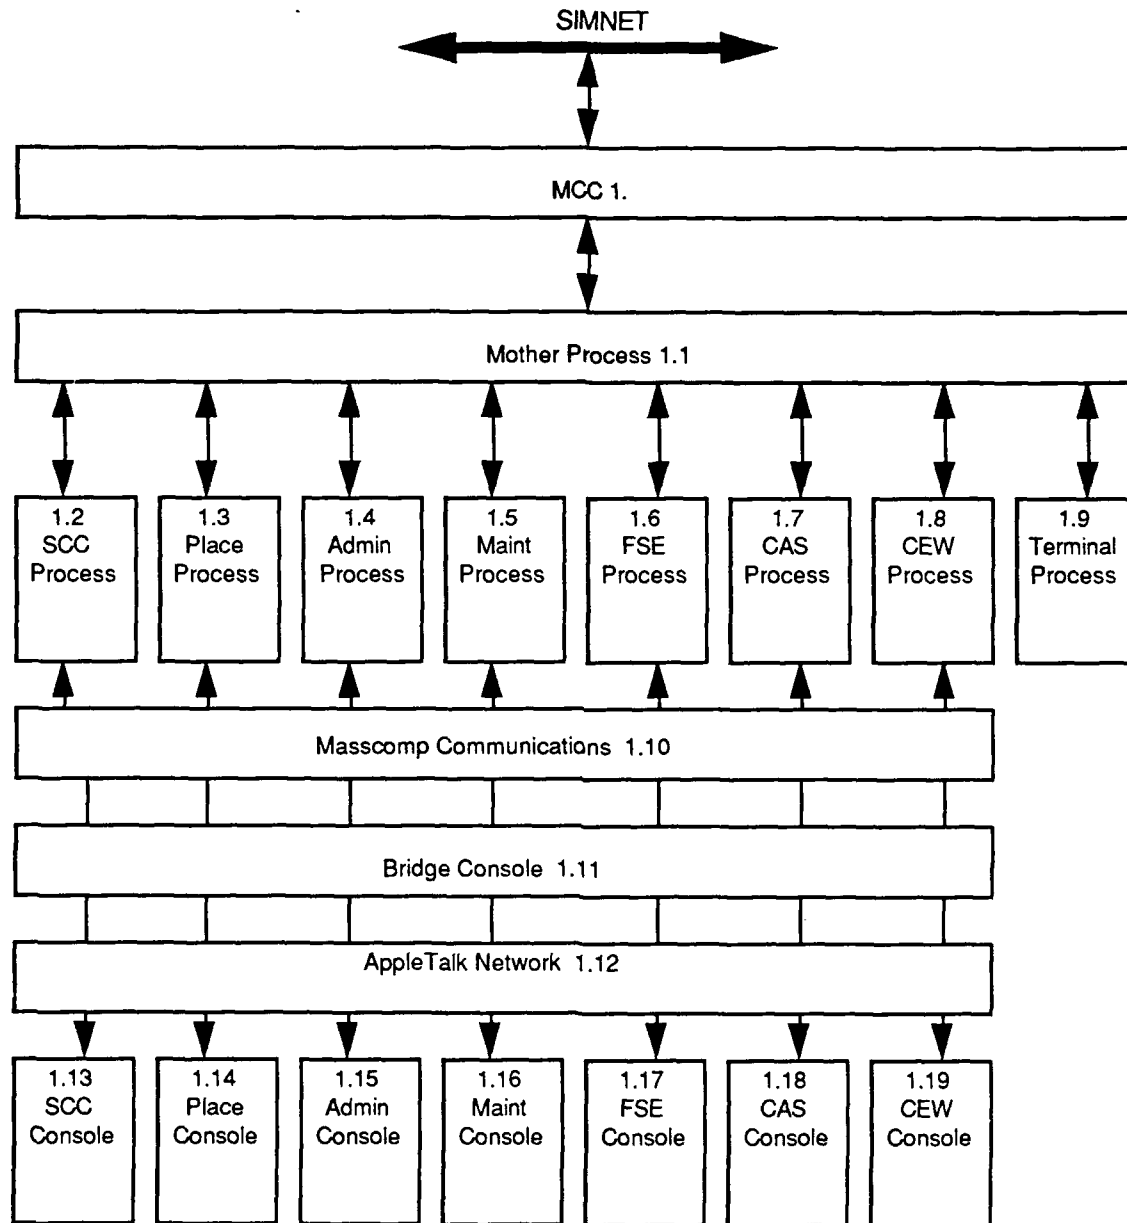 SIMNET
MCC 1.
Mother Process 1.1
1.2
SCC
Process
1.3
Place
Process
1.4
Admin
Process
1.5
Maint
Process
1.6
FSE
Process
1.7
CAS
Process
1.8
CEW
Process
1.9
Terminal
Process
Masscomp Communications 1.10
Bridge Console 1.11
AppleTalk Network 1.12
1.13
SCC
Console
1.14
Place
Console
1.15
Admin
Console
1.16
Maint
Console
1.17
FSE
Console
1.18
CAS
Console
1.19
CEW
Console